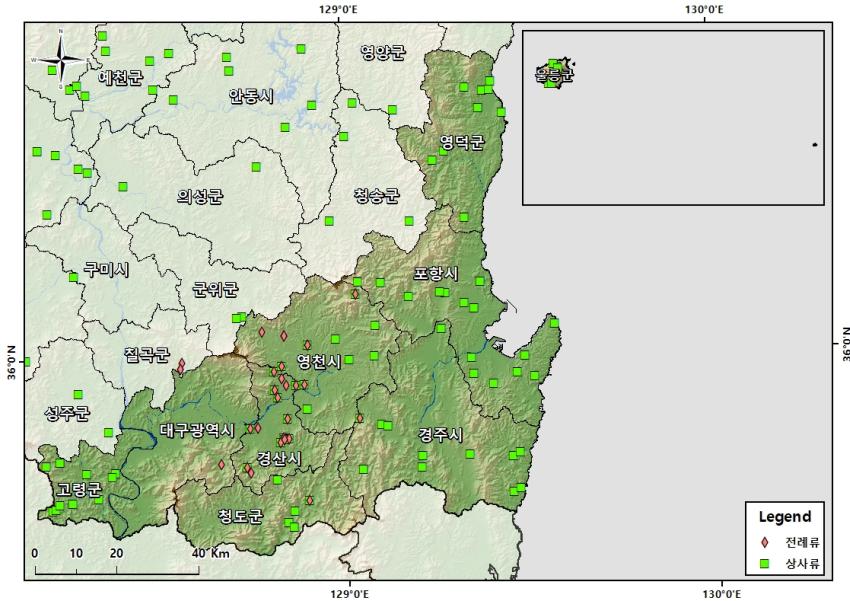 129°0'E 130°0'E
N
W E
S
영양군
예천군
안동시
울릉군
영덕군
의성군
청송군
구미시
포항시
군위군
36°0'N
36°0'N
칠곡군
영천시
성주군
대구광역시
경주시
경산시
고령군
청도군
Legend
전례류
상사류
0 10 20 40 Km
129°0'E 130°0'E